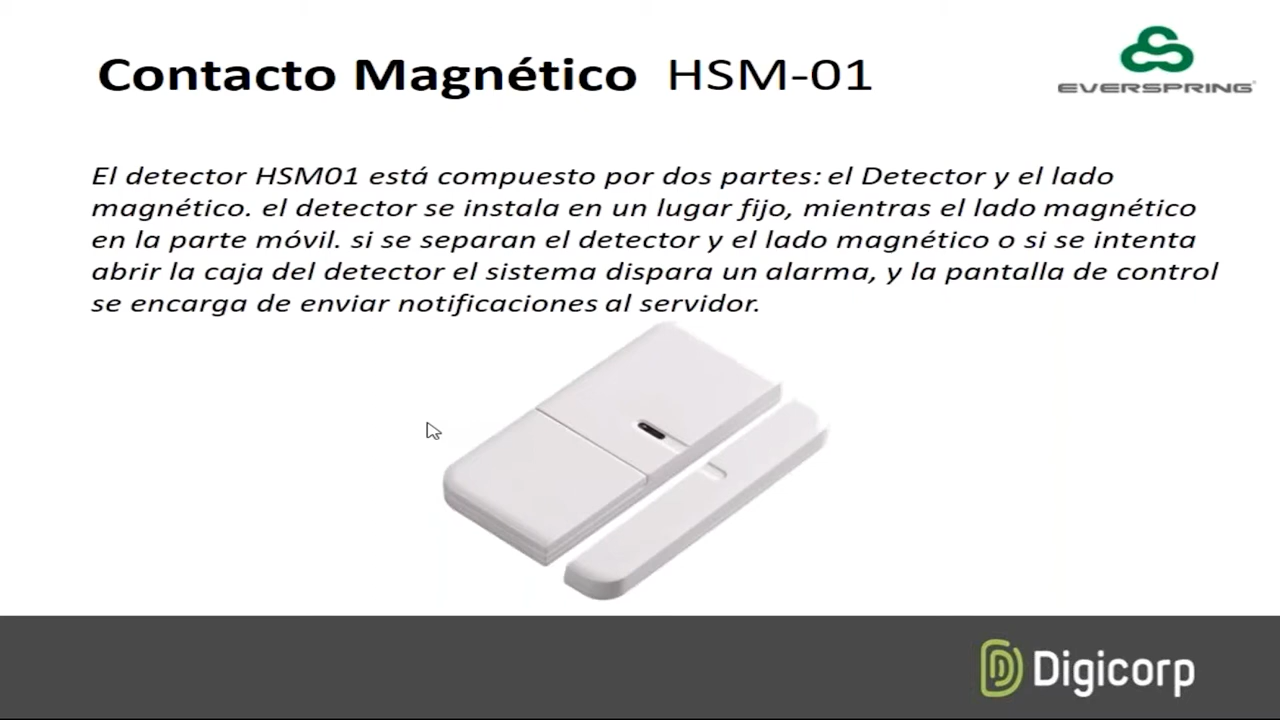 Contacto Magnético HSM-01
EVERSPRING
El detector HSM01 está compuesto por dos partes: el Detector y el lado
magnético. el detector se instala en un lugar fijo, mientras el lado magnético
en la parte móvil. si se separan el detector y el lado magnético o si se intenta
abrir la caja del detector el sistema dispara un alarma, y la pantalla de control
se encarga de enviar notificaciones al servidor.
Digicorp